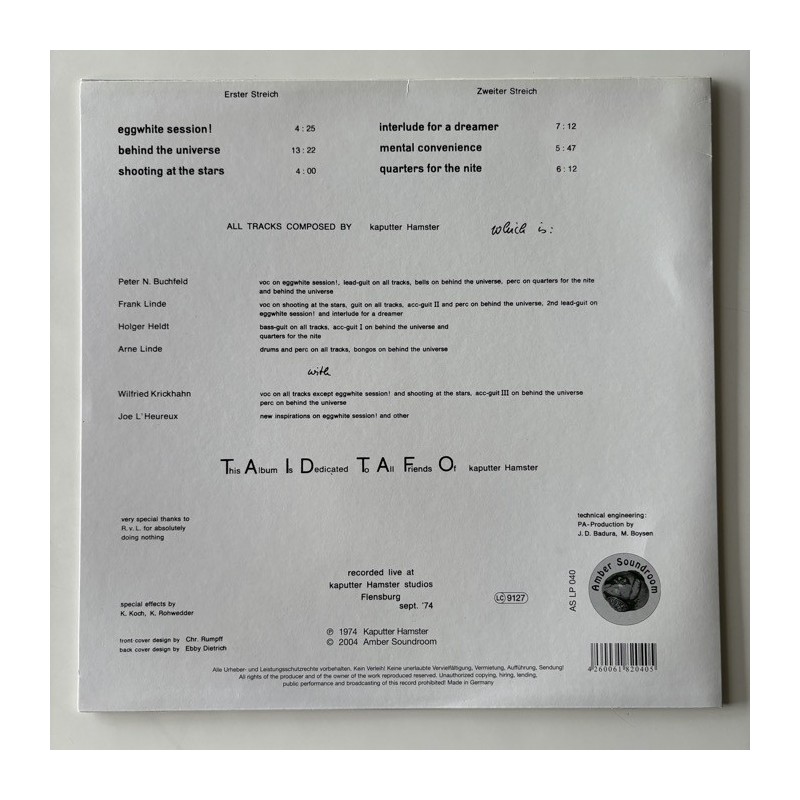 Erster Streich
eggwhite session! 4 : 25
behind the universe 13 : 22
shooting at the stars 4 : 00
Zweiter Streich
interlude for a dreamer 7 : 12
mental convenience 5 : 47
quarters for the nite 6 : 12
ALL TRACKS COMPOSED BY kaputter Hamster which is:
Peter N. Buchfeld voc on eggwhite session!, lead-guit on all tracks, bells on behind the universe, perc on quarters for the nite
and behind the universe
Frank Linde voc on shooting at the stars, guit on all tracks, acc-guit II and perc on behind the universe, 2nd lead-guit on
eggwhite session! and interlude for a dreamer
Holger Heldt bass-guit on all tracks, acc-guit I on behind the universe and
quarters for the nite
Arne Linde drums and perc on all tracks, bongos on behind the universe
with
Wilfried Krickhahn voc on all tracks except eggwhite session! and shooting at the stars, acc-guit III on behind the universe
perc on behind the universe
Joe L'Heureux new inspirations on eggwhite session! and other
This Album Is Dedicated To All Friends Of kaputter Hamster
very special thanks to
R. v. L. for absolutely
doing nothing
technical engineering:
PA-Production by
J. D. Badura, M. Boysen
special effects by
K. Koch, K. Rohwedder
recorded live at
kaputter Hamster studios
Flensburg
sept. '74
LC 9127
AS LP 040
Amber Soundroom
front cover design by Chr. Rumpff
back cover design by Ebby Dietrich
℗ 1974 Kaputter Hamster
© 2004 Amber Soundroom
Alle Urheber- und Leistungsschutzrechte vorbehalten. Kein Verleih! Keine unerlaubte Vervielfältigung, Vermietung, Aufführung, Sendung!
All rights of the producer and of the owner of the work reproduced reserved. Unauthorized copying, hiring, lending,
public performance and broadcasting of this record prohibited! Made in Germany
4 260061 820405